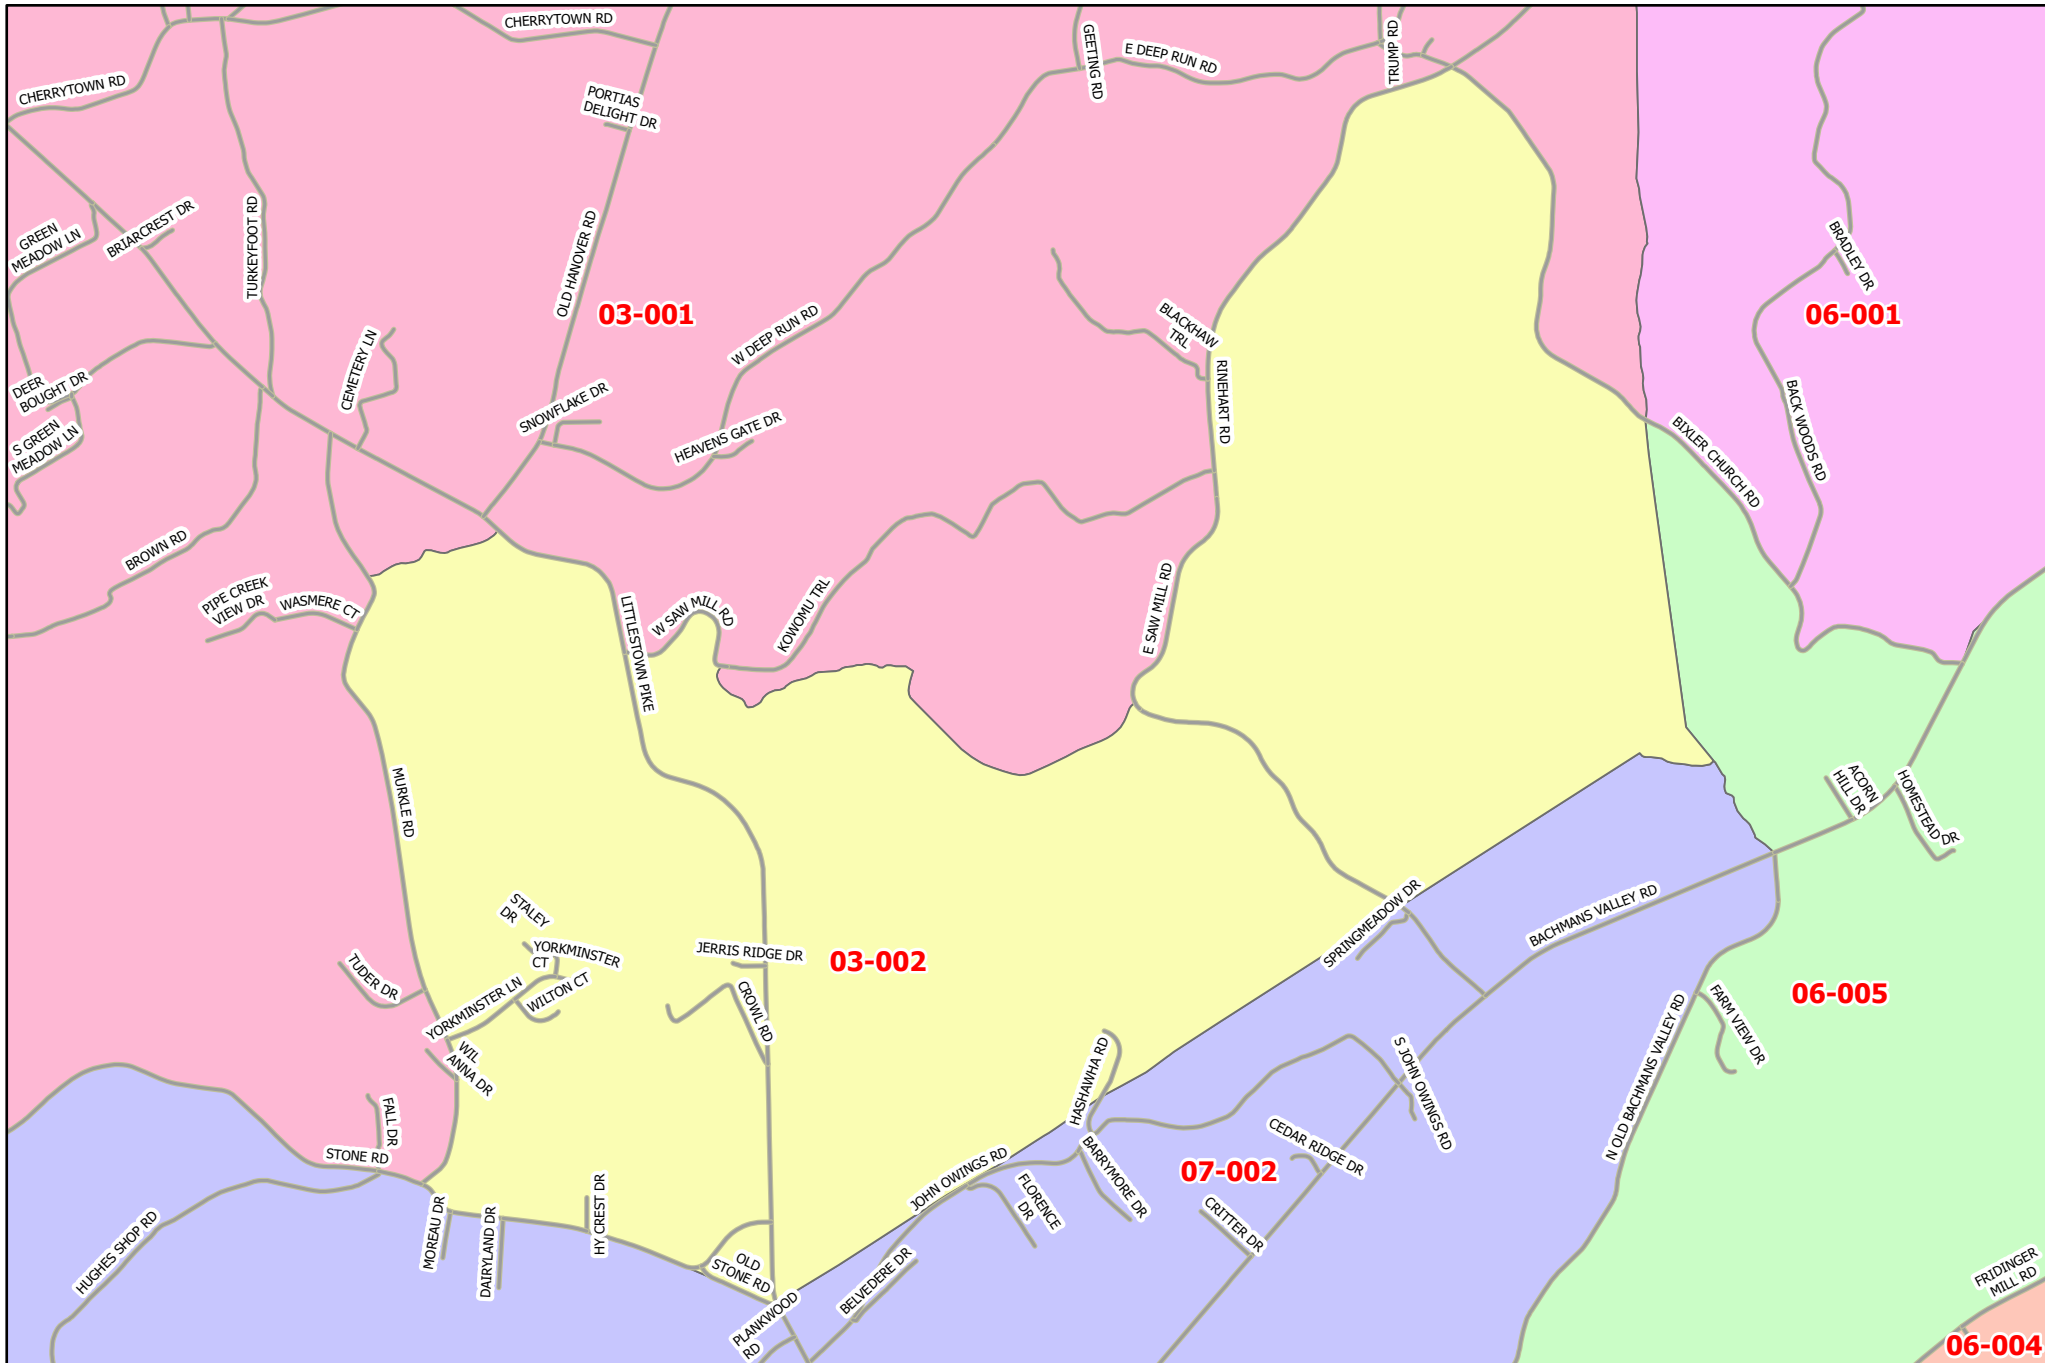 CHERRYTOWN RD
GEETING RD
E DEEP RUN RD
TRUMP RD
CHERRYTOWN RD
PORTIAS
DELIGHT DR
GREEN
MEADOW LN
BRIARCREST DR
TURKEYFOOT RD
OLD HANOVER RD
03-001
W DEEP RUN RD
BLACKHAW
TRL
RINEHART RD
BRADLEY DR
06-001
BACK WOODS RD
BIXLER CHURCH RD
DEER
BOUGHT DR
CEMETERY LN
SNOWFLAKE DR
HEAVENS GATE DR
S GREEN
MEADOW LN
BROWN RD
PIPE CREEK
VIEW DR
WASMERE CT
LITTLESTOWN PIKE
W SAW MILL RD
KOWOMU TRL
E SAW MILL RD
MURKLE RD
ACORN
HILL DR
HOMESTEAD DR
STALEY
DR
YORKMINSTER
CT
JERRIS RIDGE DR
03-002
SPRINGMEADOW DR
BACHMANS VALLEY RD
TUDER DR
YORKMINSTER LN
WILTON CT
CROWL RD
06-005
FARM VIEW DR
N OLD BACHMANS VALLEY RD
WIL
ANNA DR
HASHAWHA RD
S JOHN OWINGS RD
FALL DR
STONE RD
JOHN OWINGS RD
BARRYMORE DR
07-002
CEDAR RIDGE DR
FLORENCE
DR
CRITTER DR
HUGHES SHOP RD
MOREAU DR
DAIRYLAND DR
HY CREST DR
OLD
STONE RD
BELVEDERE DR
PLANKWOOD
RD
FRIDINGER
MILL RD
06-004